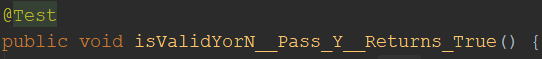 @Test
public void isValidYorN__Pass_Y__Returns_True() {